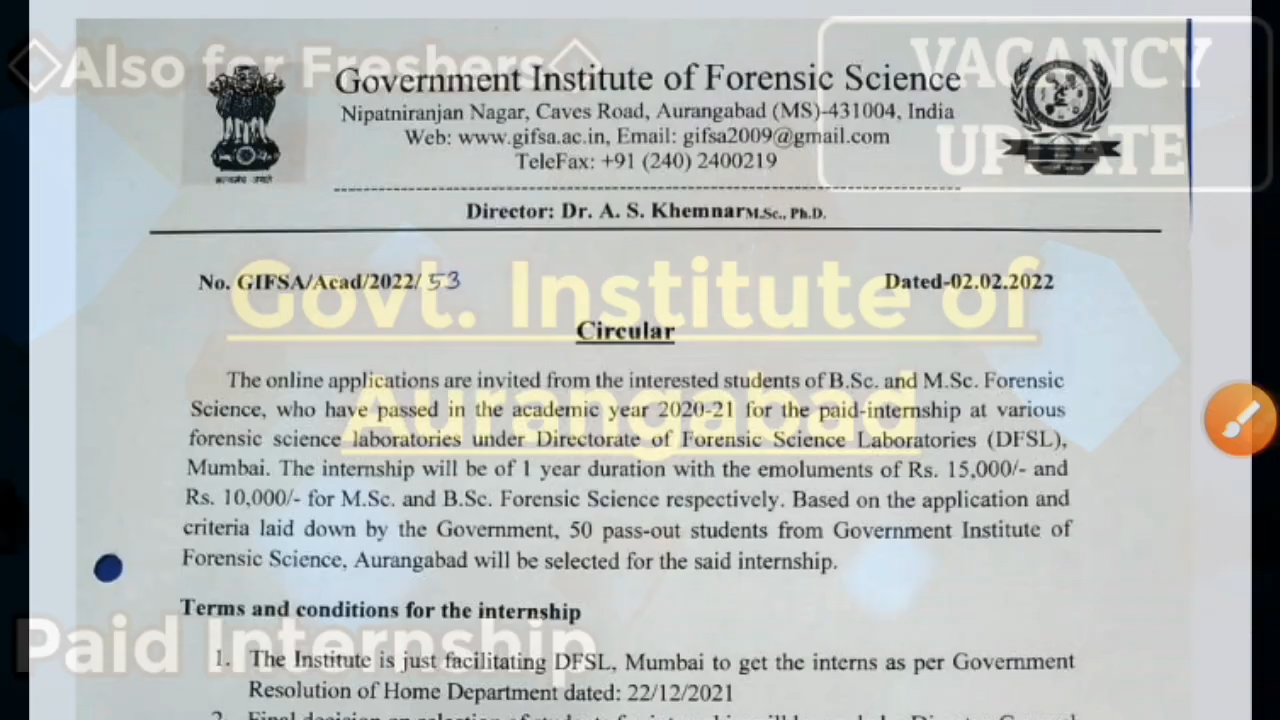 ◇Also for Freshers◇
VACANCY
UPDATE
Government Institute of Forensic Science
Nipatniranjan Nagar, Caves Road, Aurangabad (MS)-431004, India
Web: www.gifsa.ac.in, Email: gifsa2009@gmail.com
TeleFax: +91 (240) 2400219
Director: Dr. A. S. Khemnar M.Sc., Ph.D.
No. GIFSA/Acad/2022/ 53
Dated-02.02.2022
Govt. Institute of
Aurangabad
Circular
The online applications are invited from the interested students of B.Sc. and M.Sc. Forensic
Science, who have passed in the academic year 2020-21 for the paid-internship at various
forensic science laboratories under Directorate of Forensic Science Laboratories (DFSL),
Mumbai. The internship will be of 1 year duration with the emoluments of Rs. 15,000/- and
Rs. 10,000/- for M.Sc. and B.Sc. Forensic Science respectively. Based on the application and
criteria laid down by the Government, 50 pass-out students from Government Institute of
Forensic Science, Aurangabad will be selected for the said internship.
Terms and conditions for the internship
Paid Internship
1. The Institute is just facilitating DFSL, Mumbai to get the interns as per Government
Resolution of Home Department dated: 22/12/2021